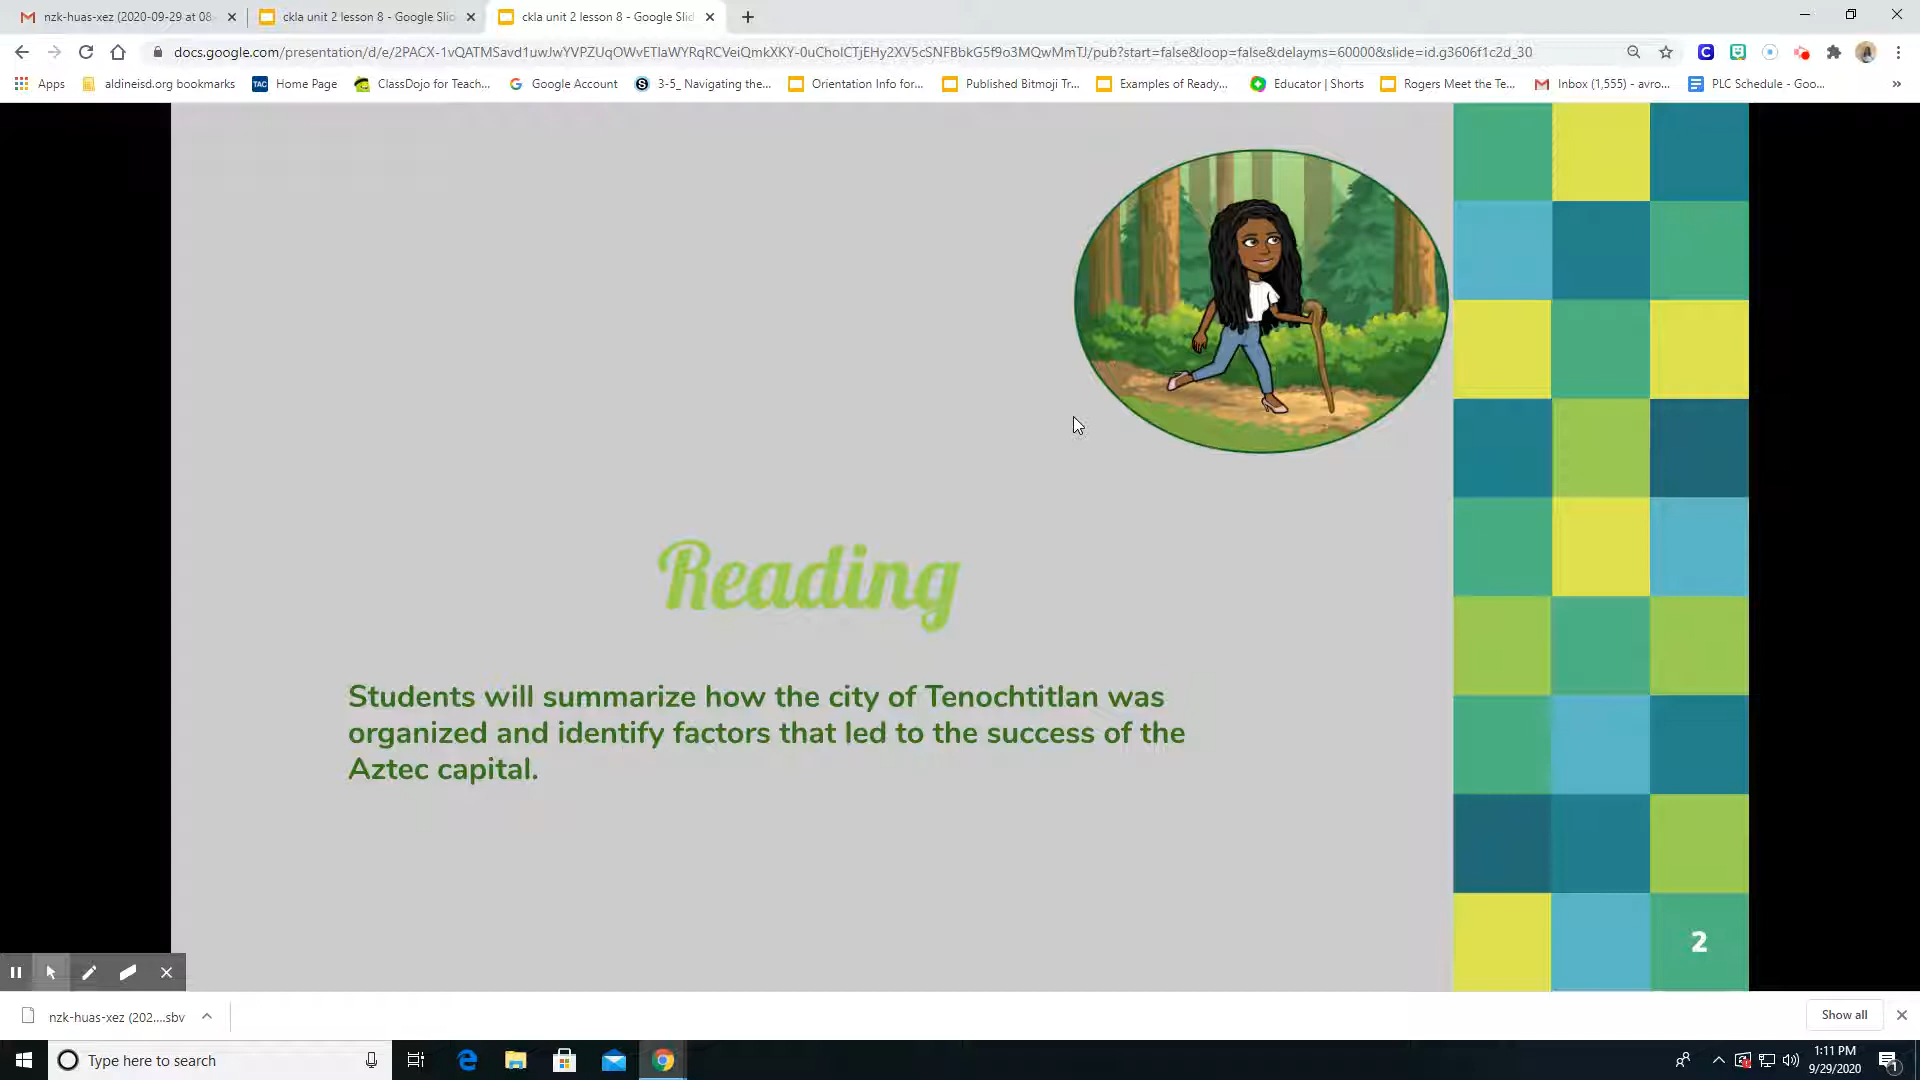 nzk-huas-xez (2020-09-29 at 08
ckla unit 2 lesson 8 - Google Slid
ckla unit 2 lesson 8 - Google Slid
docs.google.com/presentation/d/e/2PACX-1vQATMSavd1uwJwYVPZUqOWvETlaWYRqRCVeiQmkXKY-0uCholCTjEHy2XV5cSNFBbkG5f9o3MQwMmTJ/pub?start=false&loop=false&delayms=60000&slide=id.g3606f1c2d_30
Apps aldineisd.org bookmarks TAC Home Page ClassDojo for Teach... Google Account 3-5_ Navigating the... Orientation Info for... Published Bitmoji Tr... Examples of Ready... Educator | Shorts Rogers Meet the Te... Inbox (1,555) - avro... PLC Schedule - Goo...
Reading
Students will summarize how the city of Tenochtitlan was
organized and identify factors that led to the success of the
Aztec capital.
2
nzk-huas-xez (202....sbv
Show all
Type here to search
1:11 PM
9/29/2020
1